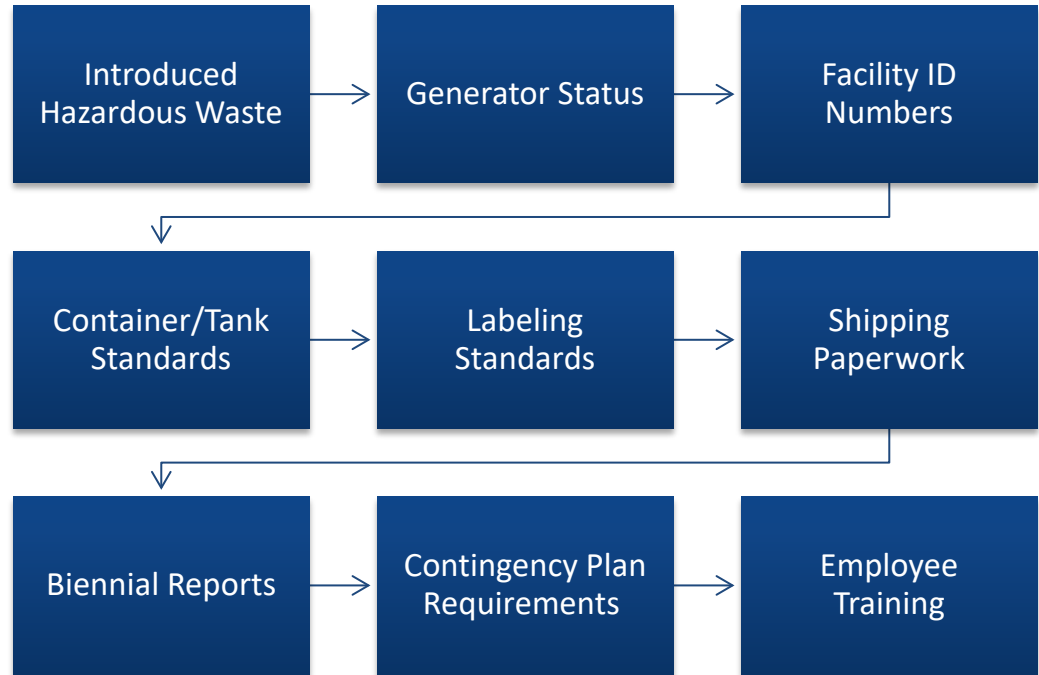 Introduced
Hazardous Waste
Generator Status
Facility ID
Numbers
Container/Tank
Standards
Labeling
Standards
Shipping
Paperwork
Biennial Reports
Contingency Plan
Requirements
Employee
Training